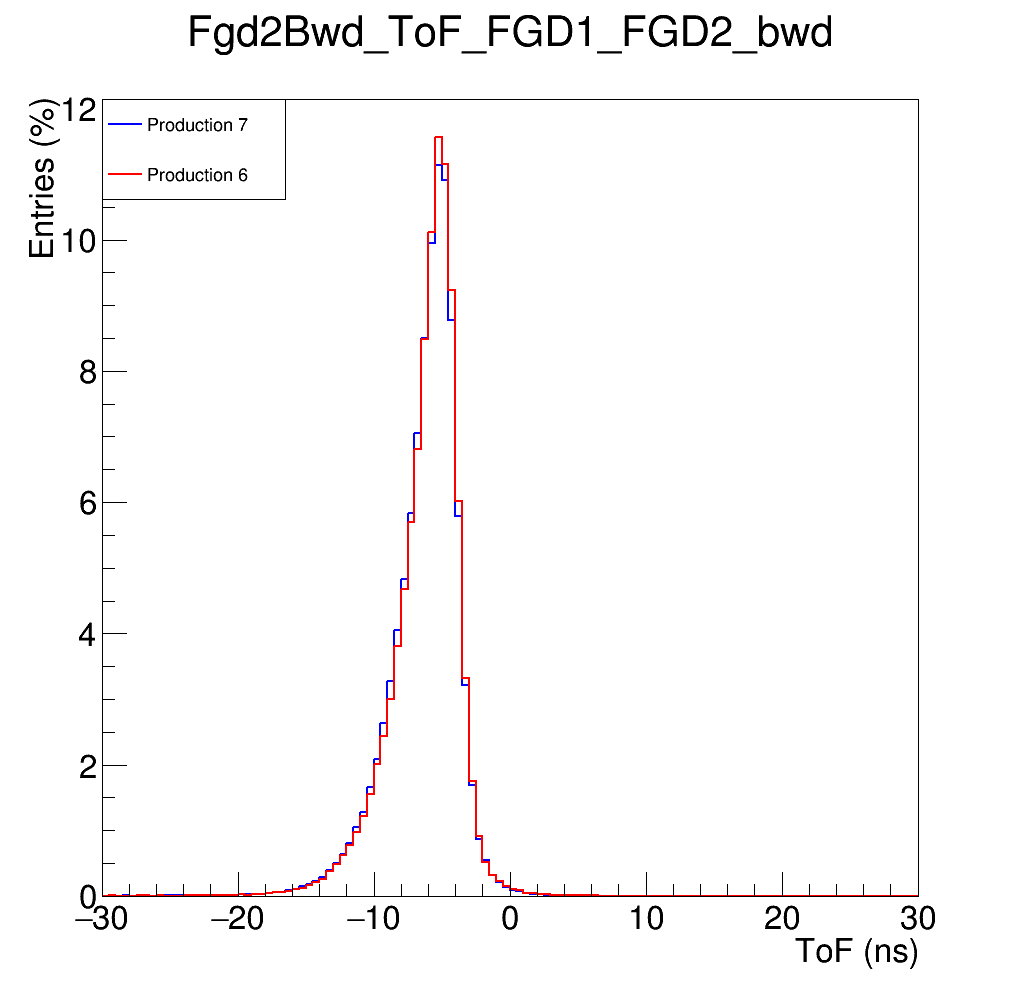 Fgd2Bwd_ToF_FGD1_FGD2_bwd
Entries (%)
12
10
8
6
4
2
0
Production 7
Production 6
−30
−20
−10
0
10
20
30
ToF (ns)